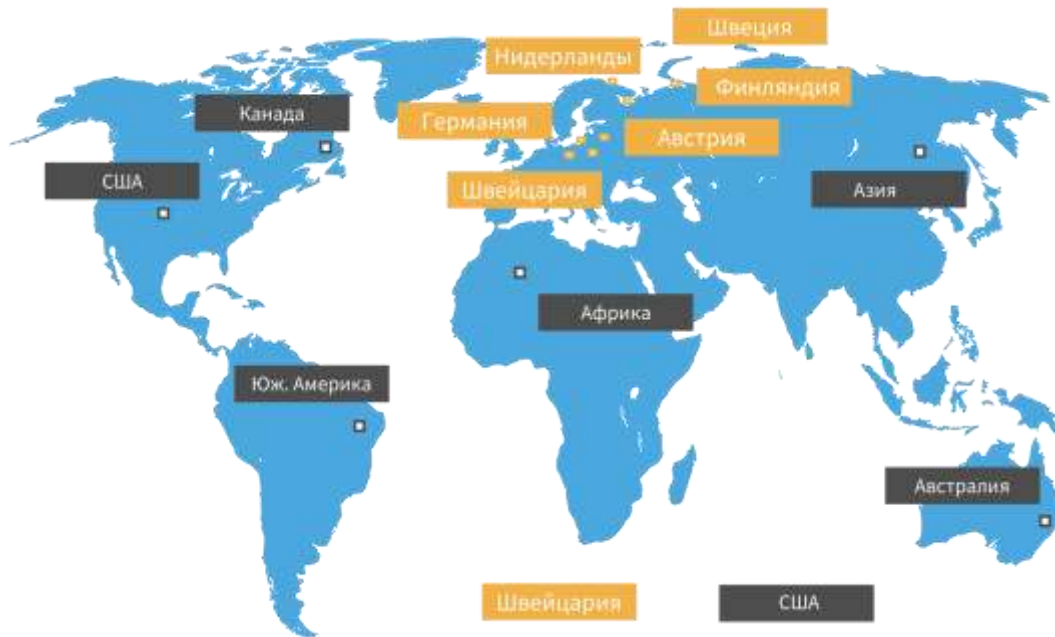 Швеция
Нидерланды
Финляндия
Канада
Германия
Австрия
США
Швейцария
Азия
Африка
Юж. Америка
Австралия
Швейцария
США